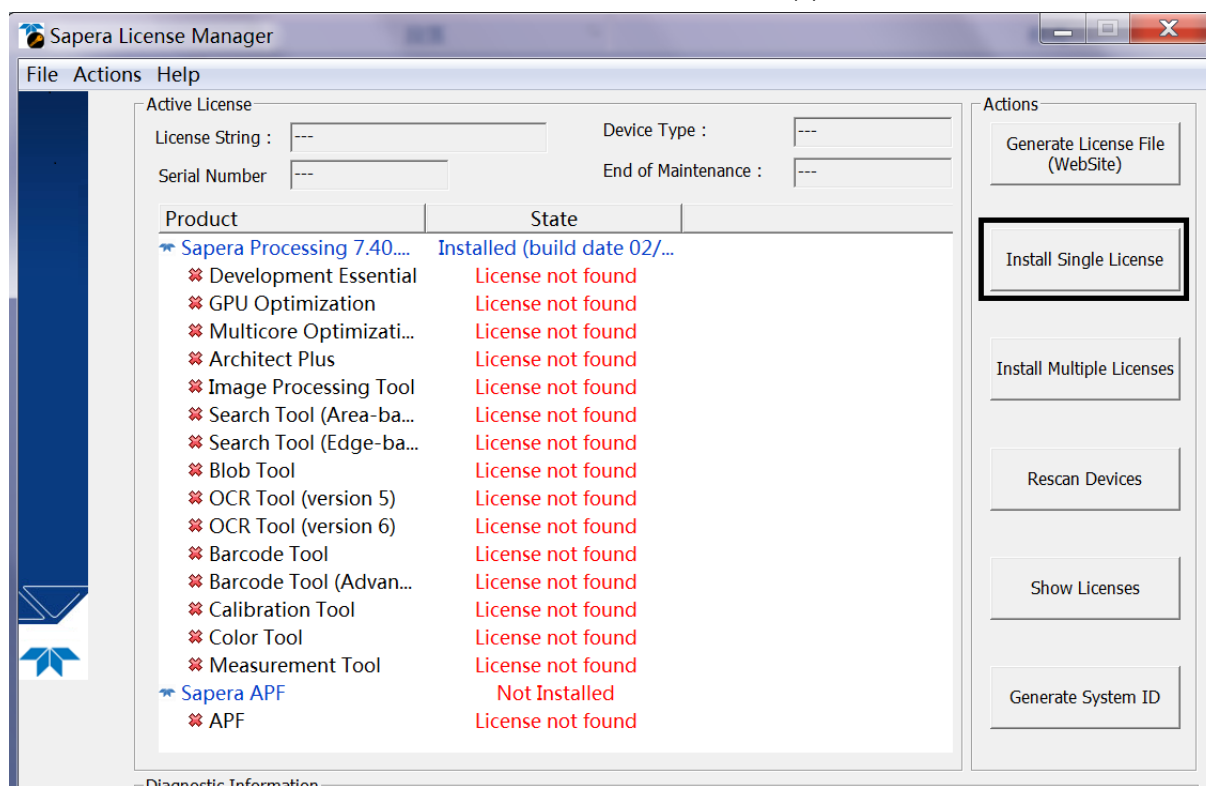 Sapera License Manager
File Actions Help
Active License
License String : ---
Device Type : ---
Serial Number ---
End of Maintenance : ---
Product State
Sapera Processing 7.40.... Installed (build date 02/...
Development Essential License not found
GPU Optimization License not found
Multicore Optimizati... License not found
Architect Plus License not found
Image Processing Tool License not found
Search Tool (Area-ba... License not found
Search Tool (Edge-ba... License not found
Blob Tool License not found
OCR Tool (version 5) License not found
OCR Tool (version 6) License not found
Barcode Tool License not found
Barcode Tool (Advan... License not found
Calibration Tool License not found
Color Tool License not found
Measurement Tool License not found
Sapera APF Not Installed
APF License not found
Actions
Generate License File
(WebSite)
Install Single License
Install Multiple Licenses
Rescan Devices
Show Licenses
Generate System ID
Diagnostic Information